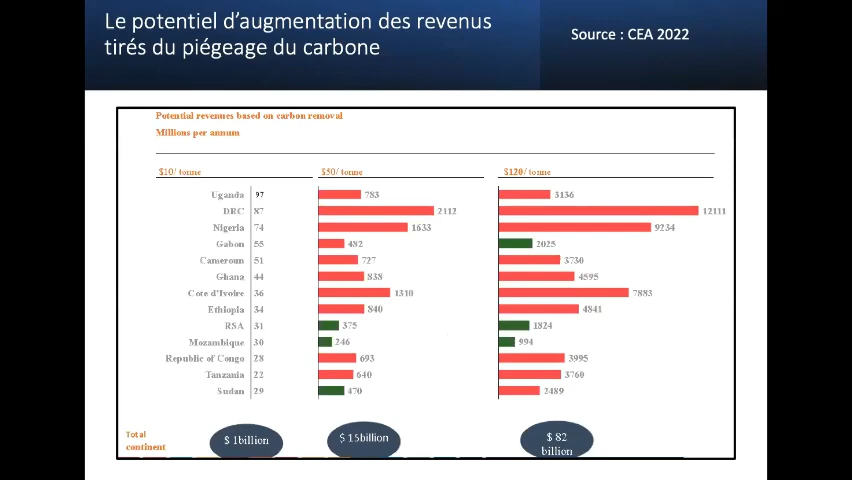 Le potentiel d'augmentation des revenus
tirés du piégeage du carbone
Source : CEA 2022
Potential revenues based on carbon removal
Millions per annum
$10/ tonne $50/ tonne $120/ tonne
Uganda 97 783 3136
DRC 87 2112 12111
Nigeria 74 1633 9234
Gabon 55 482 2025
Cameroun 51 727 3730
Ghana 44 838 4595
Cote d'Ivoire 36 1310 7883
Ethiopia 34 840 4841
RSA 31 375 1824
Mozambique 30 246 994
Republic of Congo 28 693 3995
Tanzania 22 640 3760
Sudan 29 470 2489
Total
continent
$ 1billion
$ 15billion
$ 82
billion